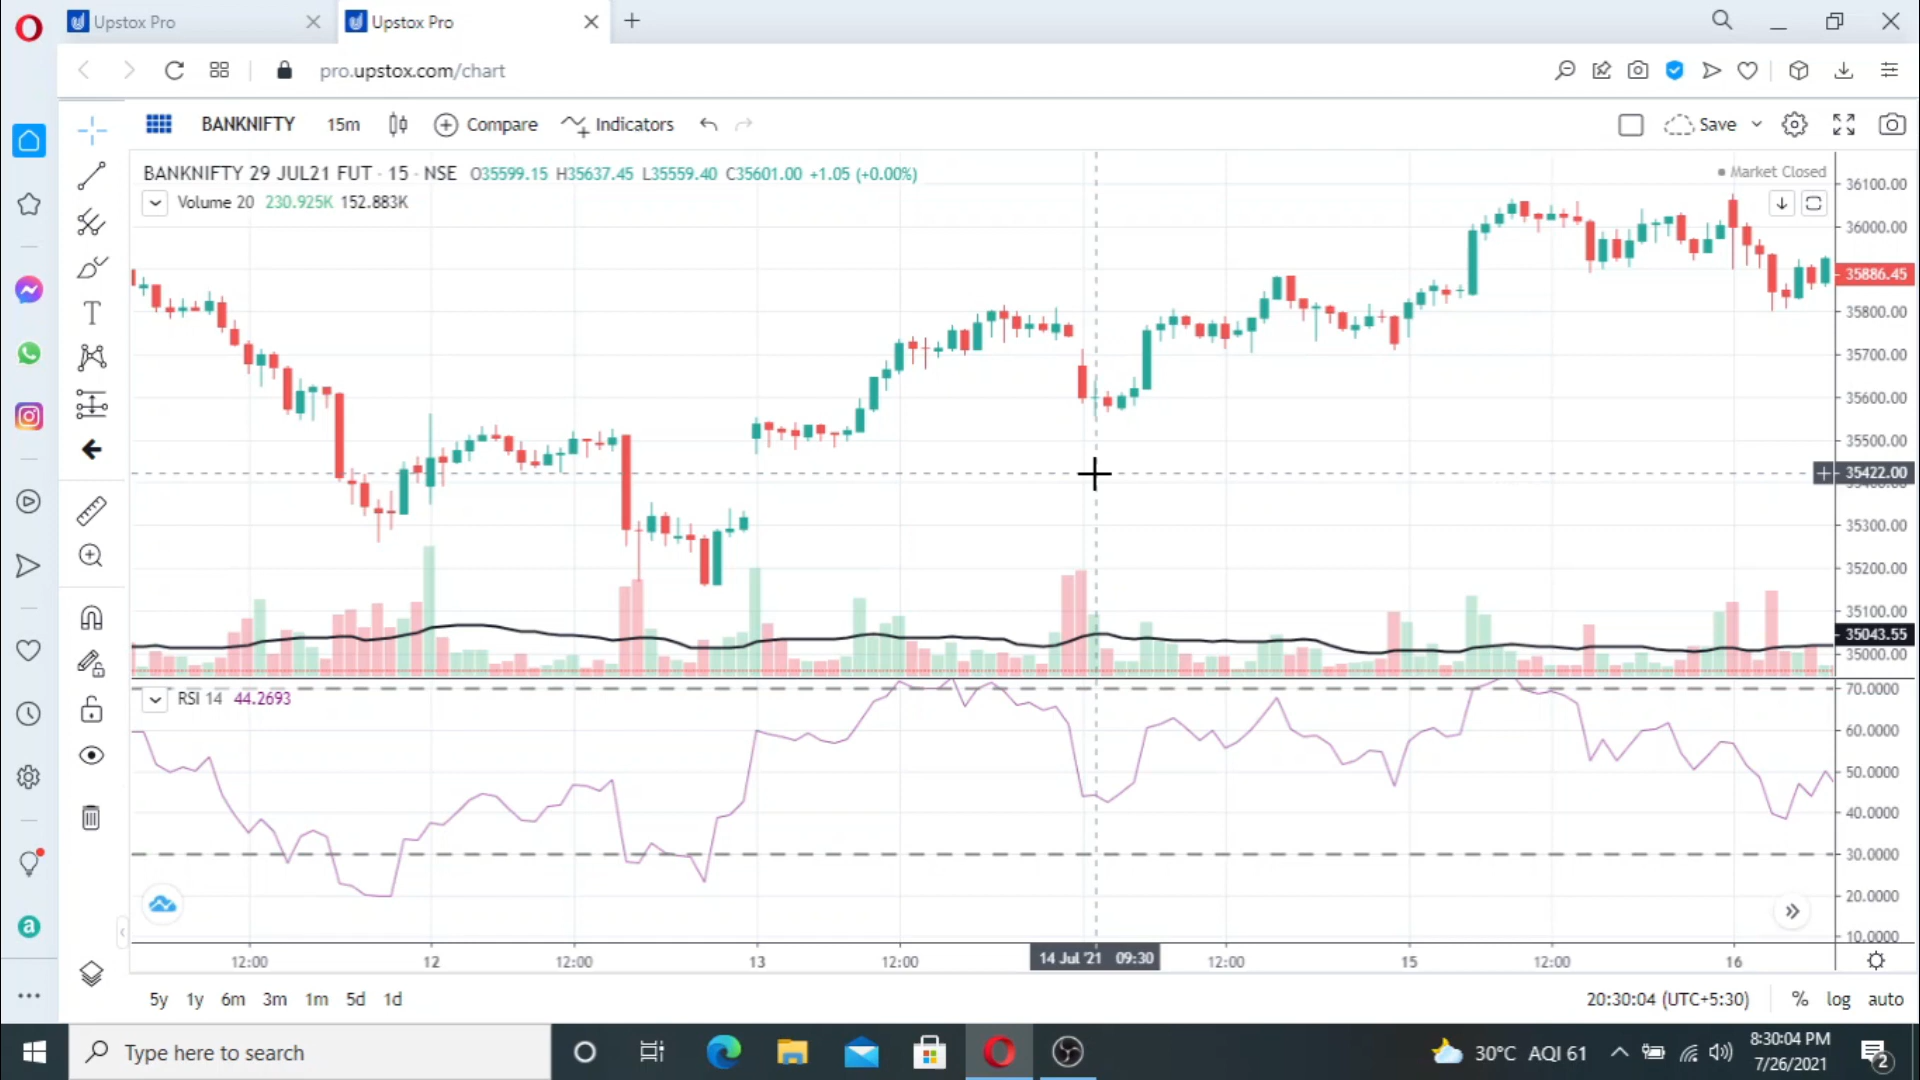 Upstox Pro
Upstox Pro
pro.upstox.com/chart
BANKNIFTY 15m Compare Indicators Save
BANKNIFTY 29 JUL21 FUT · 15 · NSE O35599.15 H35637.45 L35559.40 C35601.00 +1.05 (+0.00%)
Market Closed
Volume 20 230.925K 152.883K
36100.00
36000.00
35886.45
35800.00
35700.00
35600.00
35500.00
35422.00
35300.00
35200.00
35100.00
35043.55
35000.00
RSI 14 44.2693
70.0000
60.0000
50.0000
40.0000
30.0000
20.0000
10.0000
12:00 12 12:00 13 12:00 14 Jul '21 09:30 12:00 15 12:00 16
5y 1y 6m 3m 1m 5d 1d
20:30:04 (UTC+5:30) % log auto
Type here to search
30°C AQI 61
8:30:04 PM
7/26/2021
2